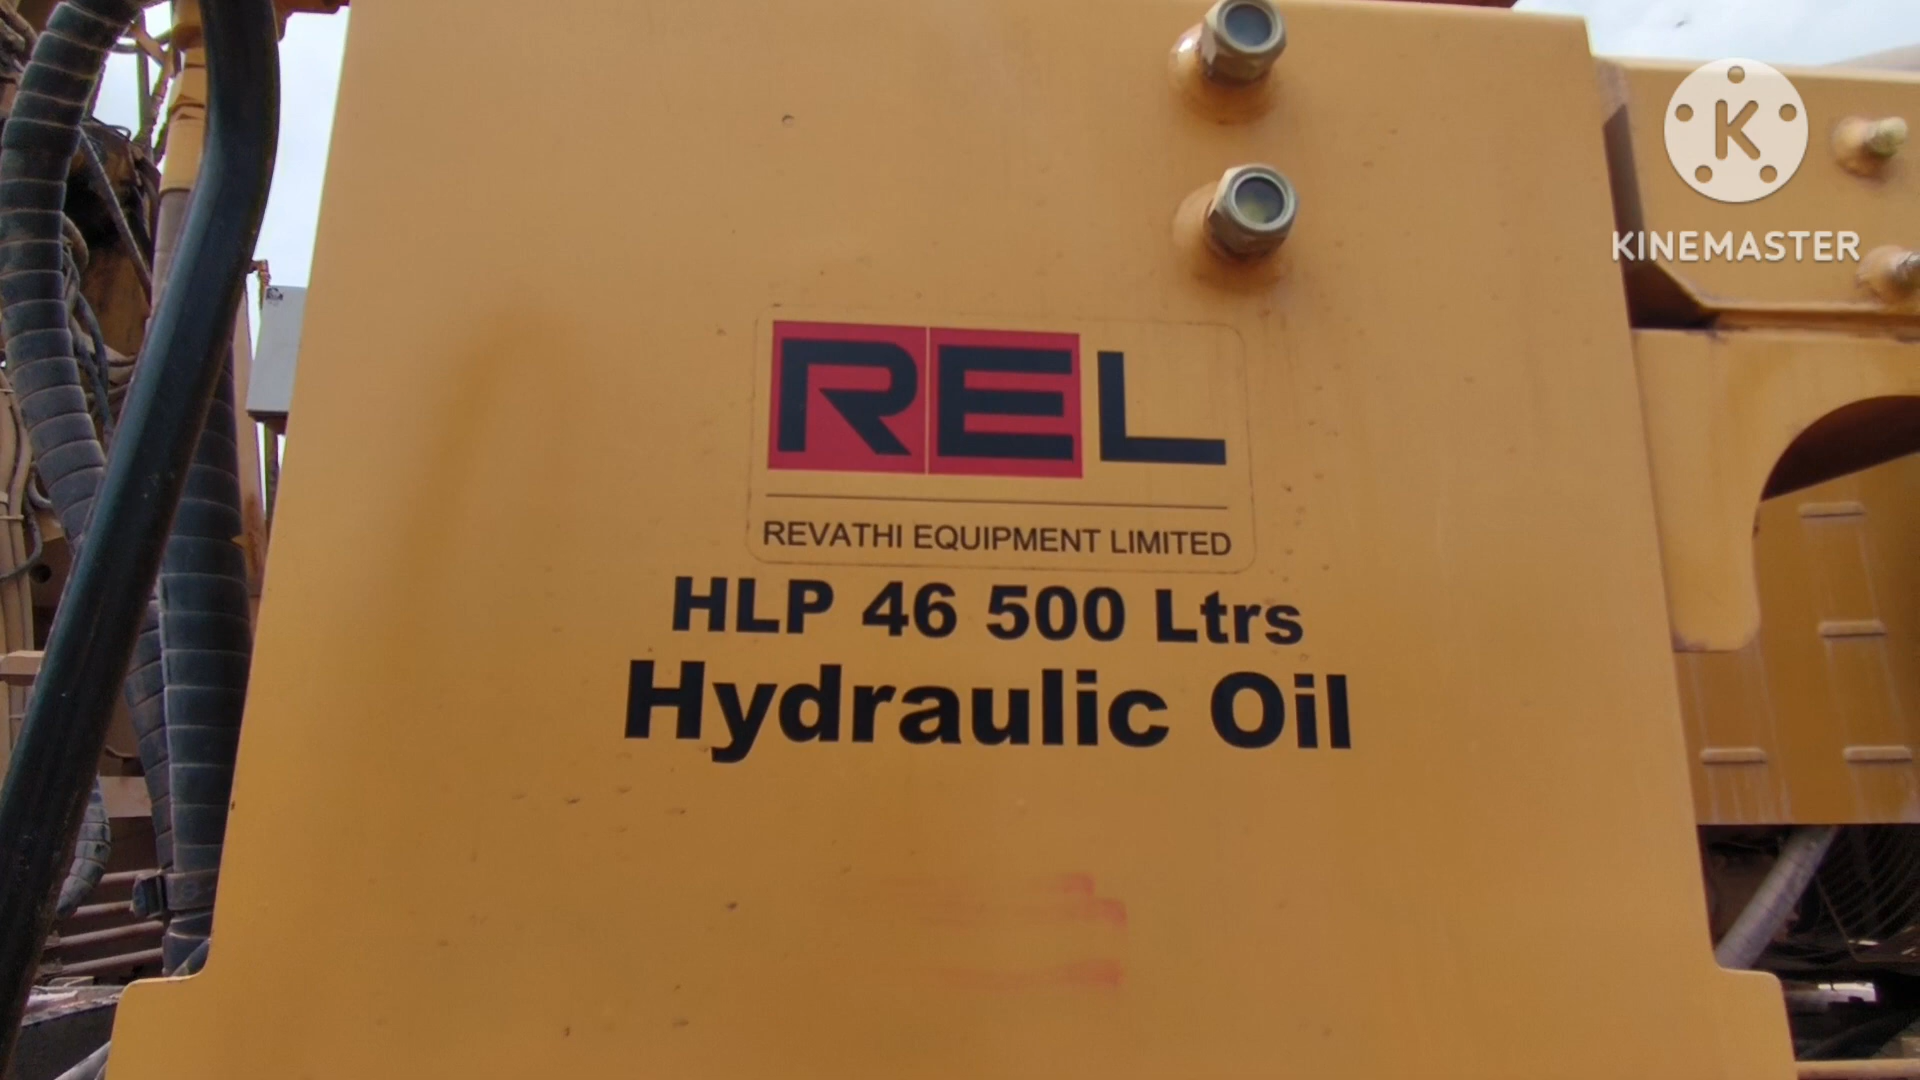 K
KINEMASTER
REL
REVATHI EQUIPMENT LIMITED
HLP 46 500 Ltrs
Hydraulic Oil